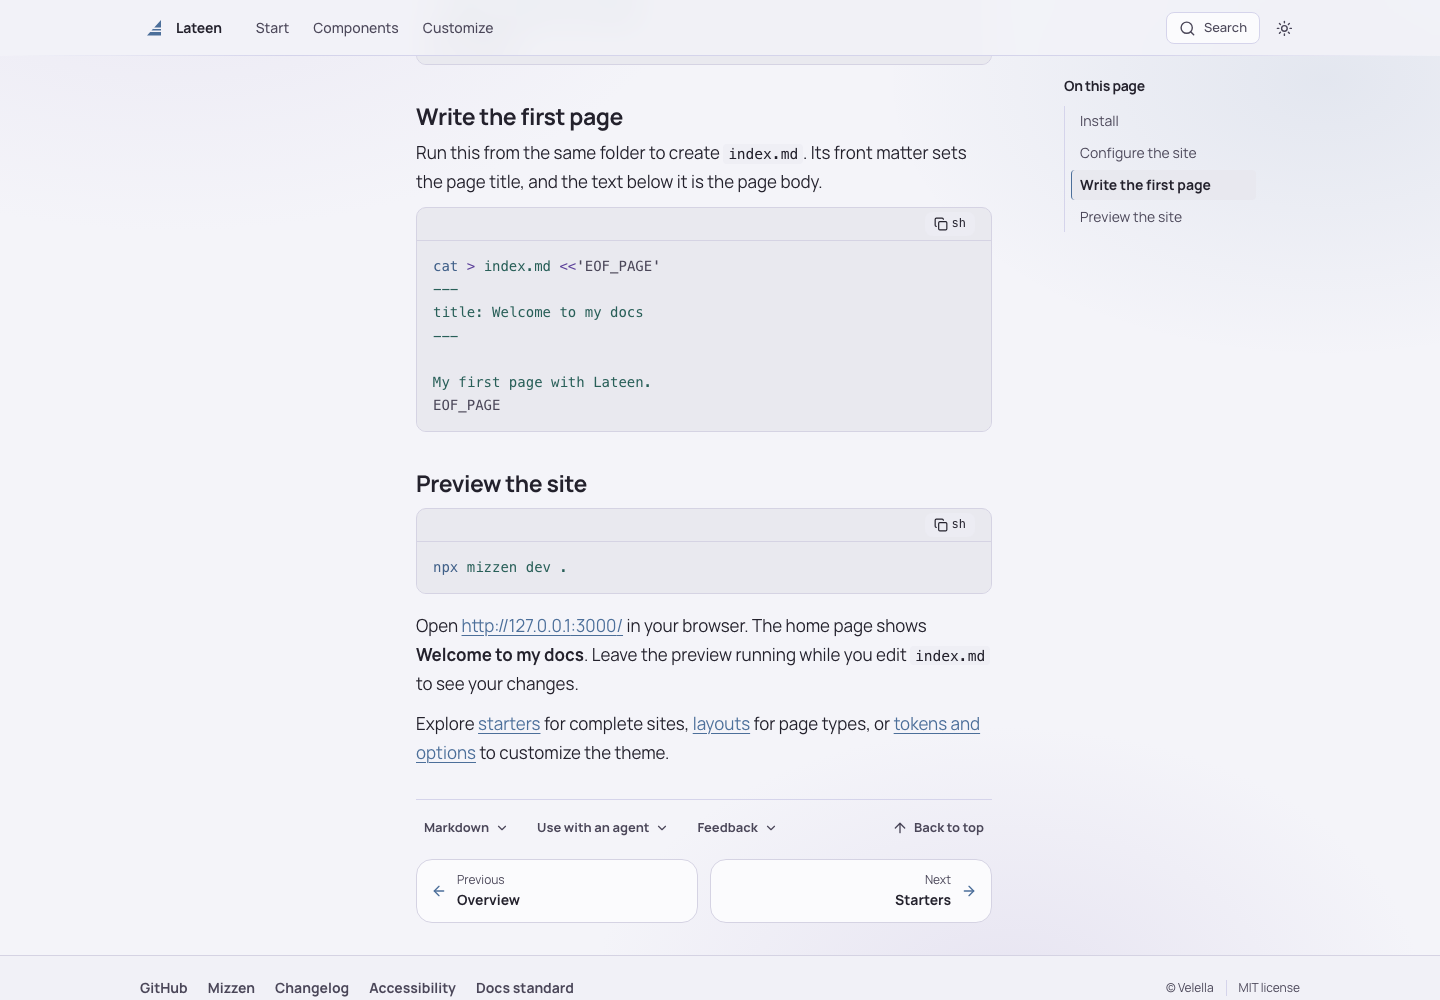 Lateen
Start
Components
Customize
Search
On this page
Install
Configure the site
Write the first page
Preview the site
Write the first page
Run this from the same folder to create index.md. Its front matter sets
the page title, and the text below it is the page body.
sh
cat > index.md <<'EOF_PAGE'
---
title: Welcome to my docs
---
My first page with Lateen.
EOF_PAGE
Preview the site
sh
npx mizzen dev .
Open http://127.0.0.1:3000/ in your browser. The home page shows
Welcome to my docs. Leave the preview running while you edit index.md
to see your changes.
Explore starters for complete sites, layouts for page types, or tokens and
options to customize the theme.
Markdown
Use with an agent
Feedback
Back to top
Previous
Overview
Next
Starters
GitHub
Mizzen
Changelog
Accessibility
Docs standard
© Velella
MIT license